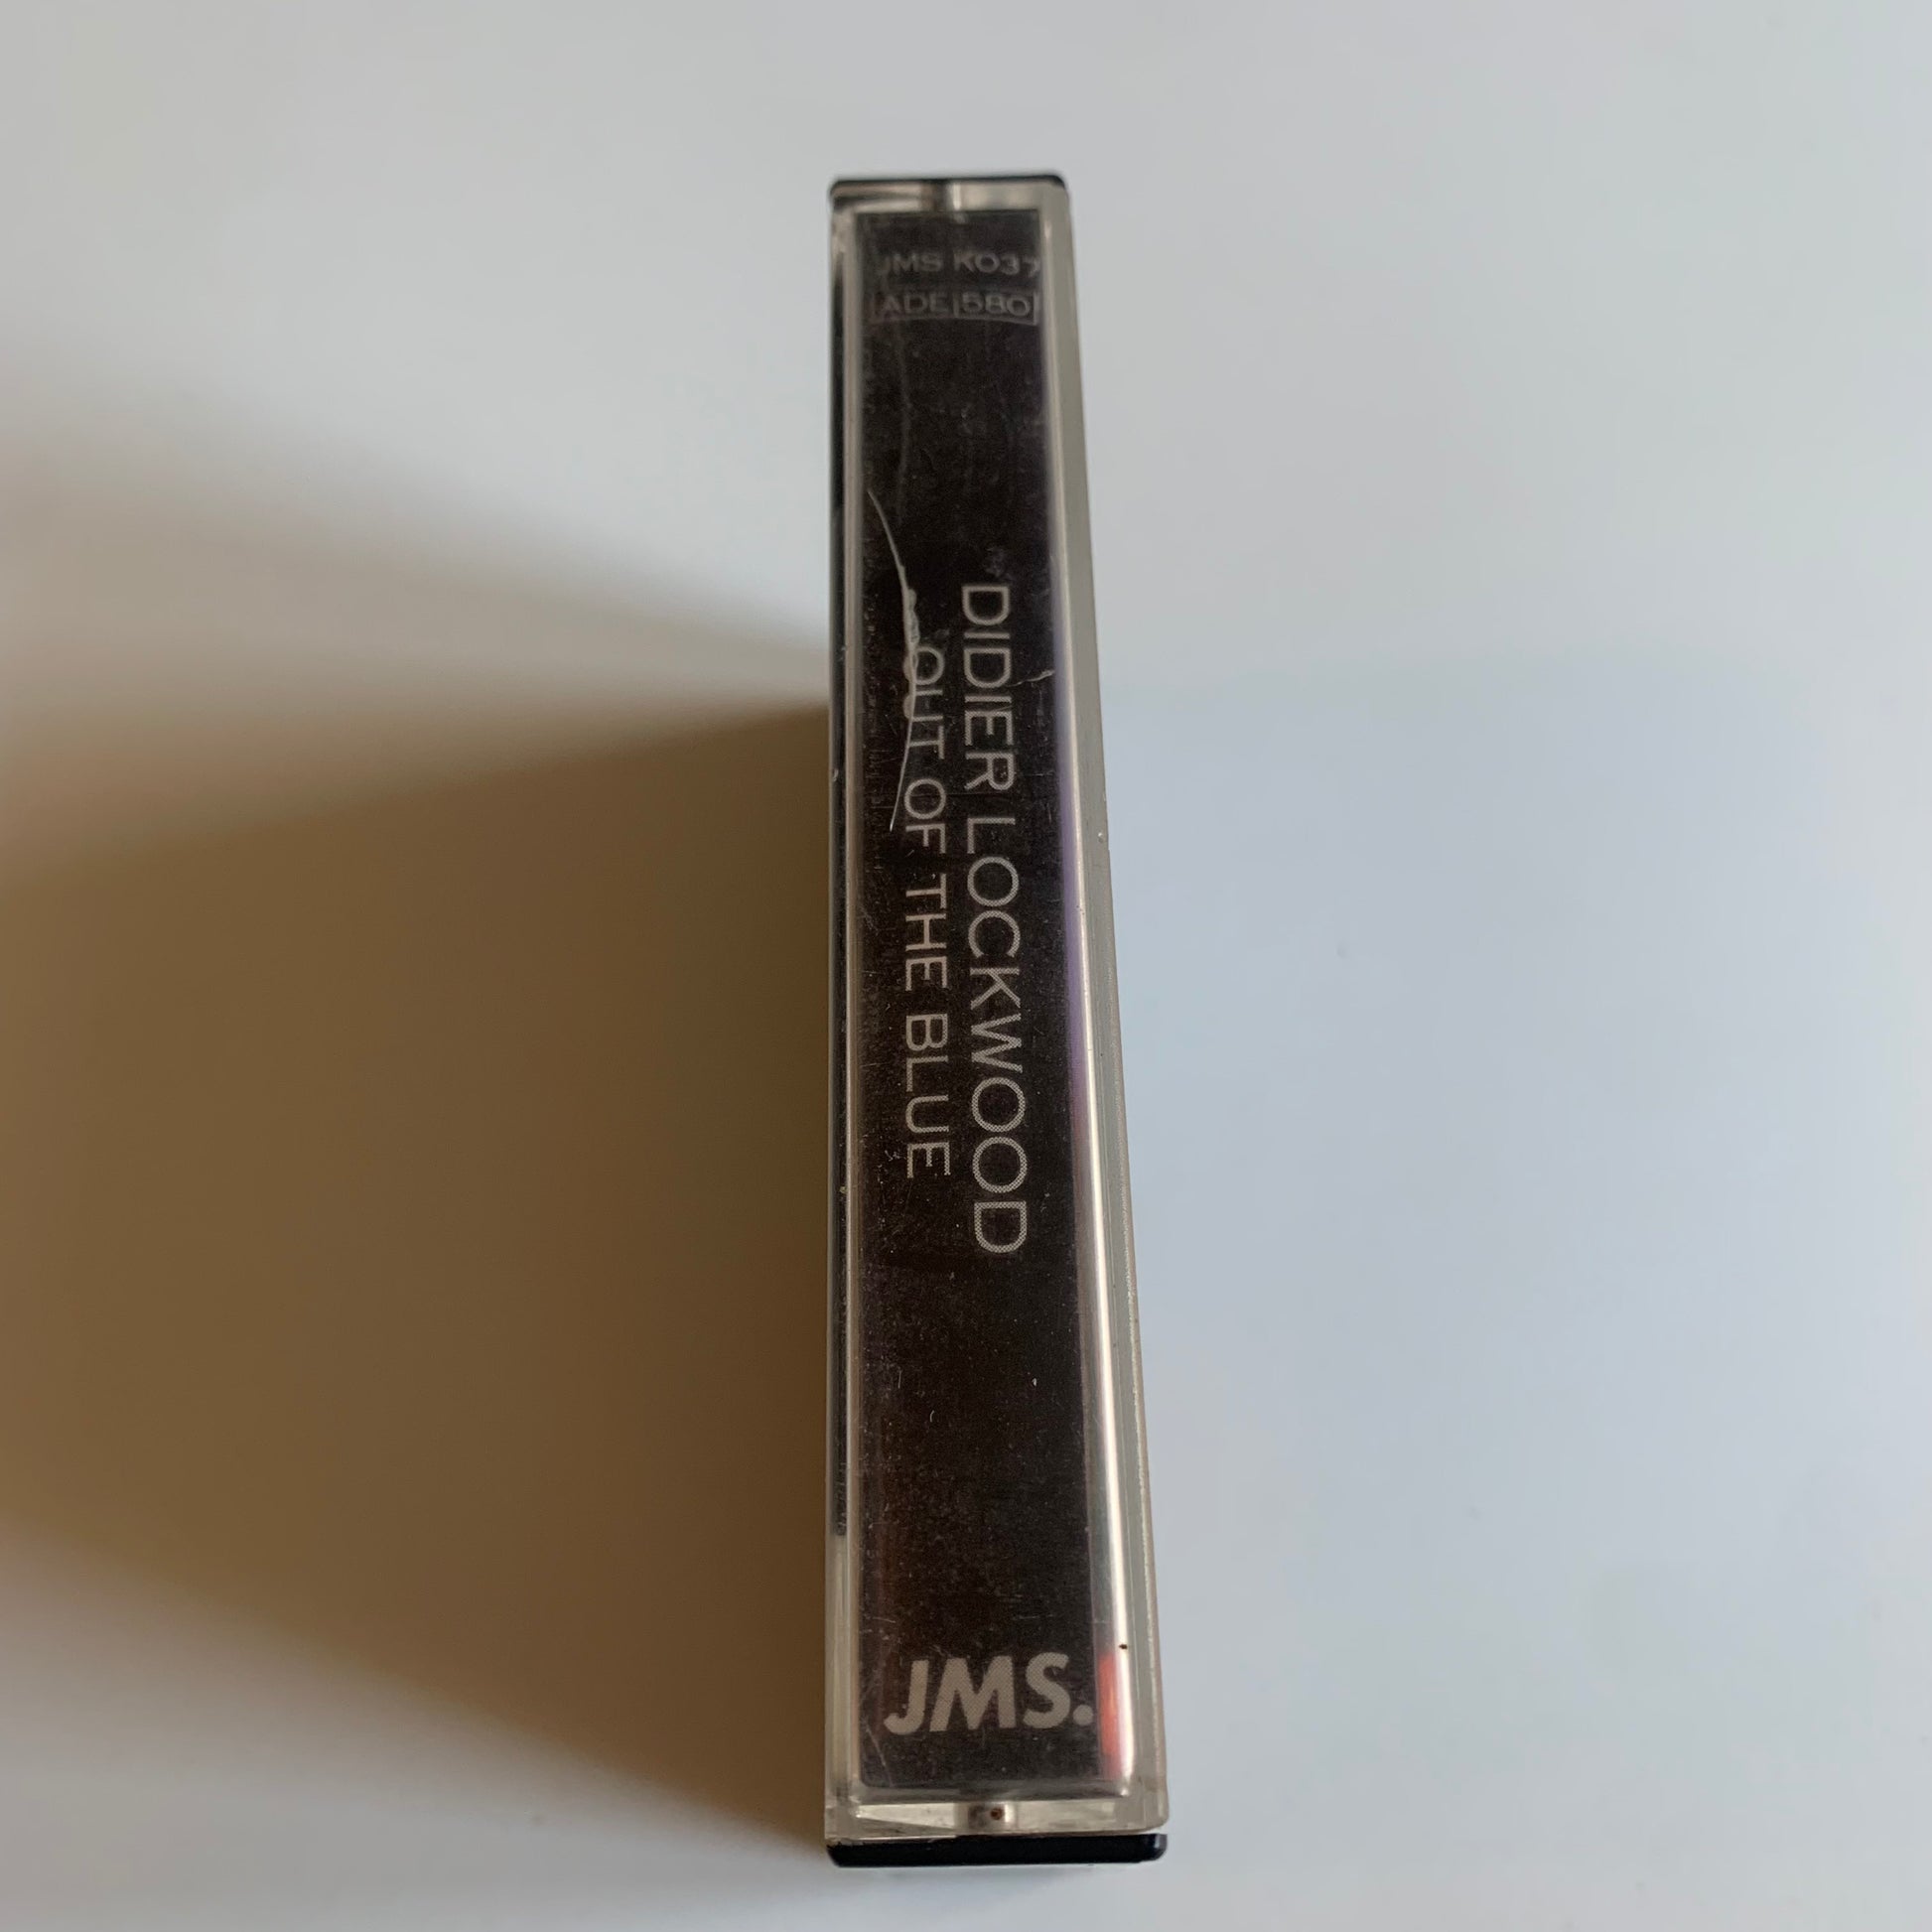 JMS K037
ADE 580
DIDIER LOCKWOOD
OUT OF THE BLUE
JMS.